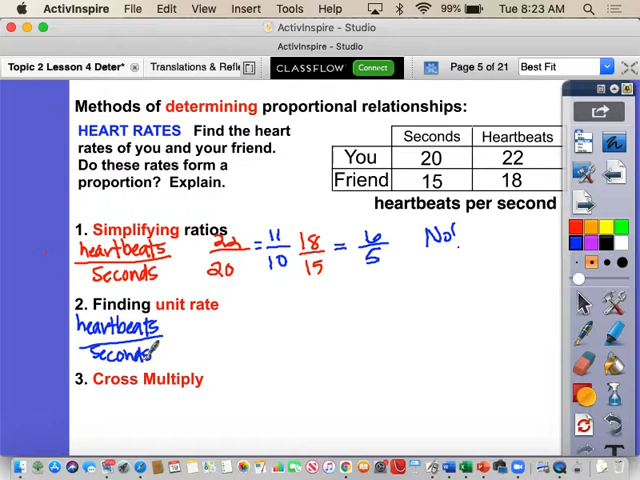 ActivInspire File Edit View Insert Tools Help 99% Tue 8:23 AM
ActivInspire - Studio
ActivInspire - Studio
Topic 2 Lesson 4 Deter* Translations & Refle CLASSFLOW Connect Page 5 of 21 Best Fit
Methods of determining proportional relationships:
HEART RATES Find the heart
rates of you and your friend.
Do these rates form a
proportion? Explain.
Seconds Heartbeats
You 20 22
Friend 15 18
heartbeats per second
1. Simplifying ratios
heartbeats 22 = 11 18 = 6 No!
seconds 20 10 15 5
2. Finding unit rate
heartbeats
seconds
3. Cross Multiply